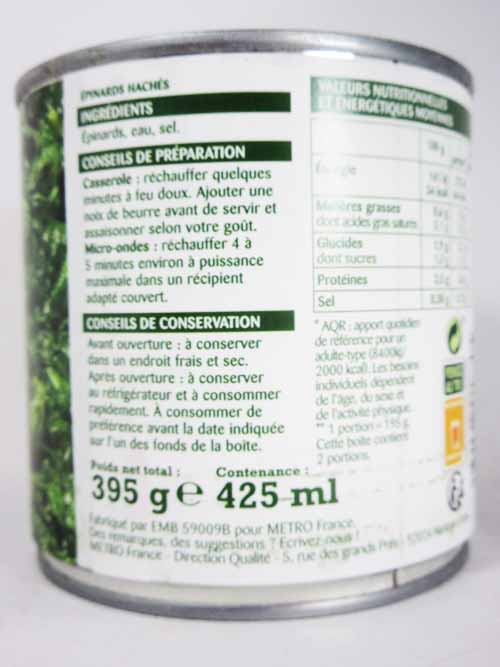 ÉPINARDS HACHÉS
INGRÉDIENTS
Épinards, eau, sel.
CONSEILS DE PRÉPARATION
Casserole : réchauffer quelques
minutes à feu doux. Ajouter une
noix de beurre avant de servir et
assaisonner selon votre goût.
Micro-ondes : réchauffer 4 à
5 minutes environ à puissance
maximale dans un récipient
adapté couvert.
CONSEILS DE CONSERVATION
Avant ouverture : à conserver
dans un endroit frais et sec.
Après ouverture : à conserver
au réfrigérateur et à consommer
rapidement. À consommer de
préférence avant la date indiquée
sur l'un des fonds de la boîte.
Poids net total : Contenance :
395 g e 425 ml
Fabriqué par EMB 59009B pour METRO France.
Des remarques, des suggestions ? Écrivez-nous !
METRO France - Direction Qualité - 5, rue des grands Prés
VALEURS NUTRITIONNELLES
ET ÉNERGÉTIQUES MOYENNES
100 g
Énergie
Matières grasses
dont acides gras saturés
Glucides
dont sucres
Protéines
Sel
* AQR : apport quotidien
de référence pour un
adulte-type (8400kJ/
2000 kcal). Les besoins
individuels dépendent
de l'âge, du sexe et
de l'activité physique.
** 1 portion = 195 g.
Cette boîte contient
2 portions.